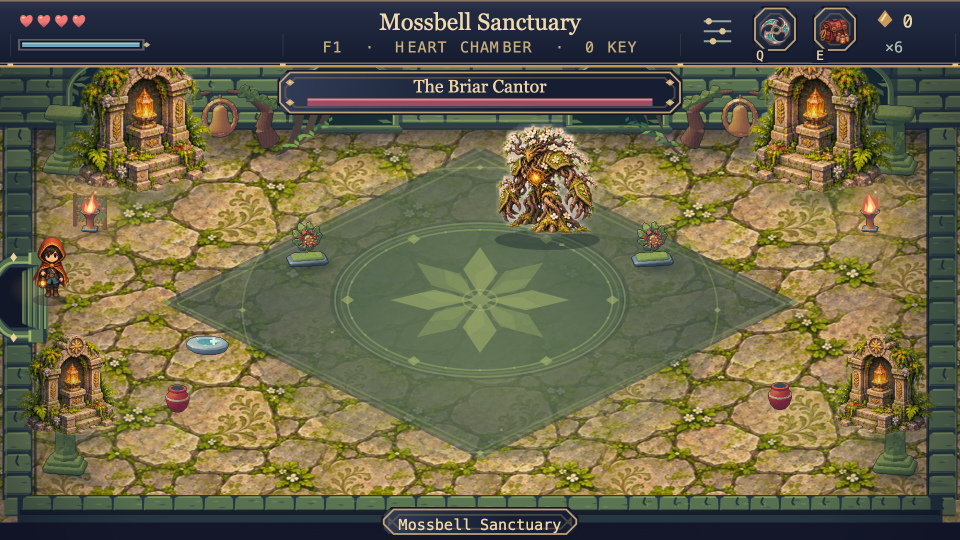 Mossbell Sanctuary
F1 · HEART CHAMBER · 0 KEY
Q
E
0
×6
The Briar Cantor
Mossbell Sanctuary